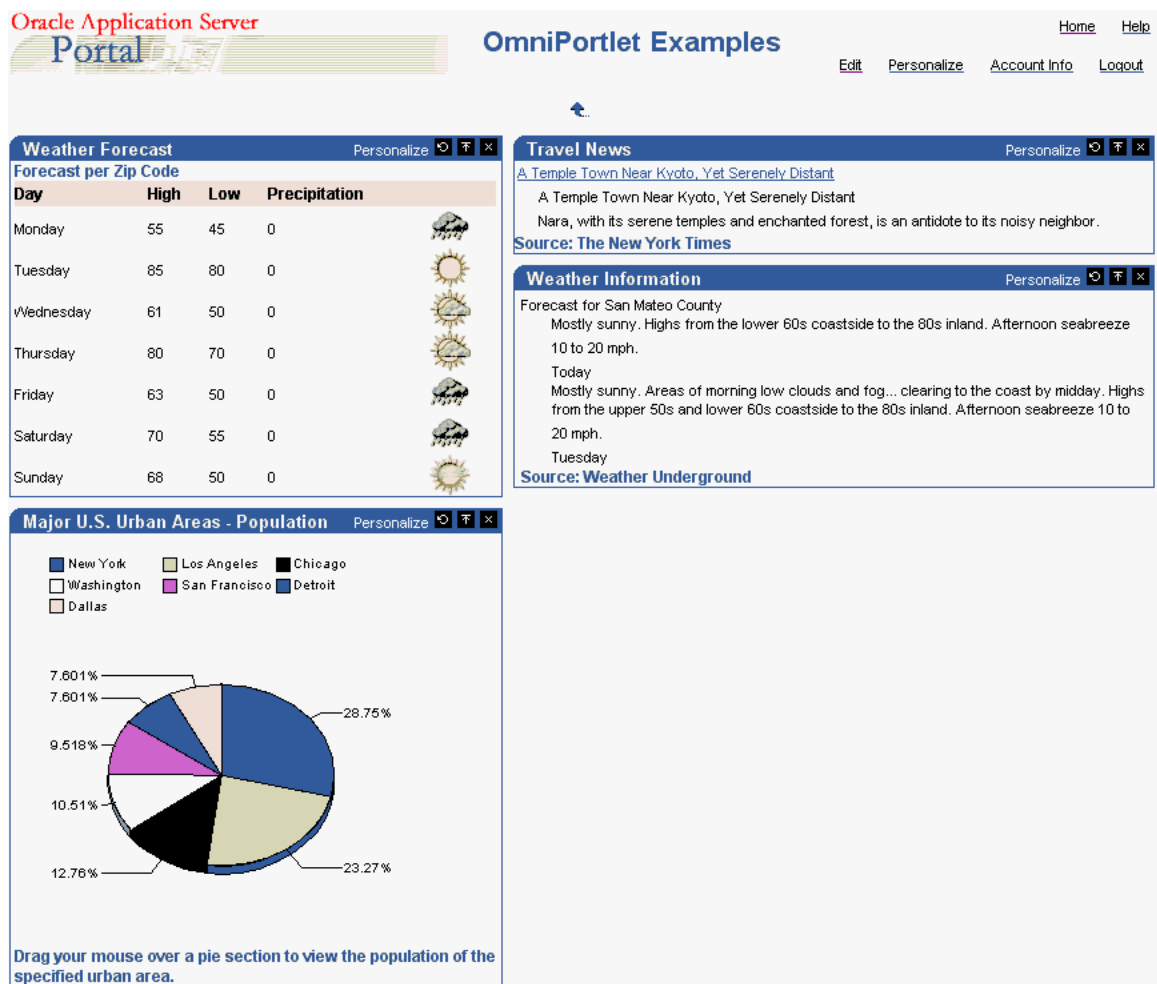 Oracle Application Server
Portal
OmniPortlet Examples
Home Help
Edit Personalize Account Info Logout
Weather Forecast Personalize
Forecast per Zip Code
Day High Low Precipitation
Monday 55 45 0
Tuesday 85 80 0
Wednesday 61 50 0
Thursday 80 70 0
Friday 63 50 0
Saturday 70 55 0
Sunday 68 50 0
Travel News Personalize
A Temple Town Near Kyoto, Yet Serenely Distant
A Temple Town Near Kyoto, Yet Serenely Distant
Nara, with its serene temples and enchanted forest, is an antidote to its noisy neighbor.
Source: The New York Times
Weather Information Personalize
Forecast for San Mateo County
Mostly sunny. Highs from the lower 60s coastside to the 80s inland. Afternoon seabreeze
10 to 20 mph.
Today
Mostly sunny. Areas of morning low clouds and fog... clearing to the coast by midday. Highs
from the upper 50s and lower 60s coastside to the 80s inland. Afternoon seabreeze 10 to
20 mph.
Tuesday
Source: Weather Underground
Major U.S. Urban Areas - Population Personalize
New York Los Angeles Chicago
Washington San Francisco Detroit
Dallas
7.601%
7.601%
28.75%
9.518%
10.51%
12.76%
23.27%
Drag your mouse over a pie section to view the population of the
specified urban area.